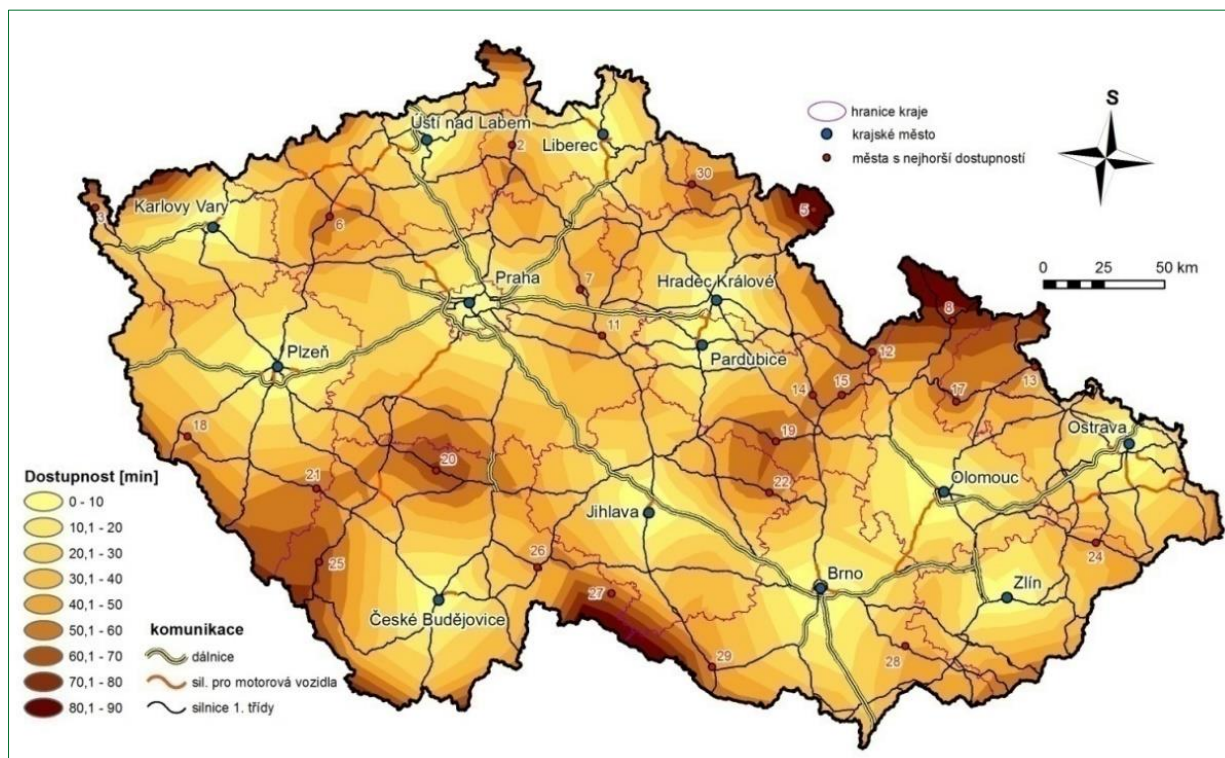 S
hranice kraje
krajské město
města s nejhorší dostupností
0 25 50 km
Ústí nad Labem
2
Liberec
30
5
3
Karlovy Vary
6
Praha
7
Hradec Králové
8
11
Pardubice
12
Plzeň
14
15
13
17
18
19
Ostrava
20
21
22
Olomouc
Jihlava
24
25
26
27
Brno
Zlín
České Budějovice
28
29
Dostupnost [min]
0 - 10
10,1 - 20
20,1 - 30
30,1 - 40
40,1 - 50
50,1 - 60
60,1 - 70
70,1 - 80
80,1 - 90
komunikace
dálnice
sil. pro motorová vozidla
silnice 1. třídy